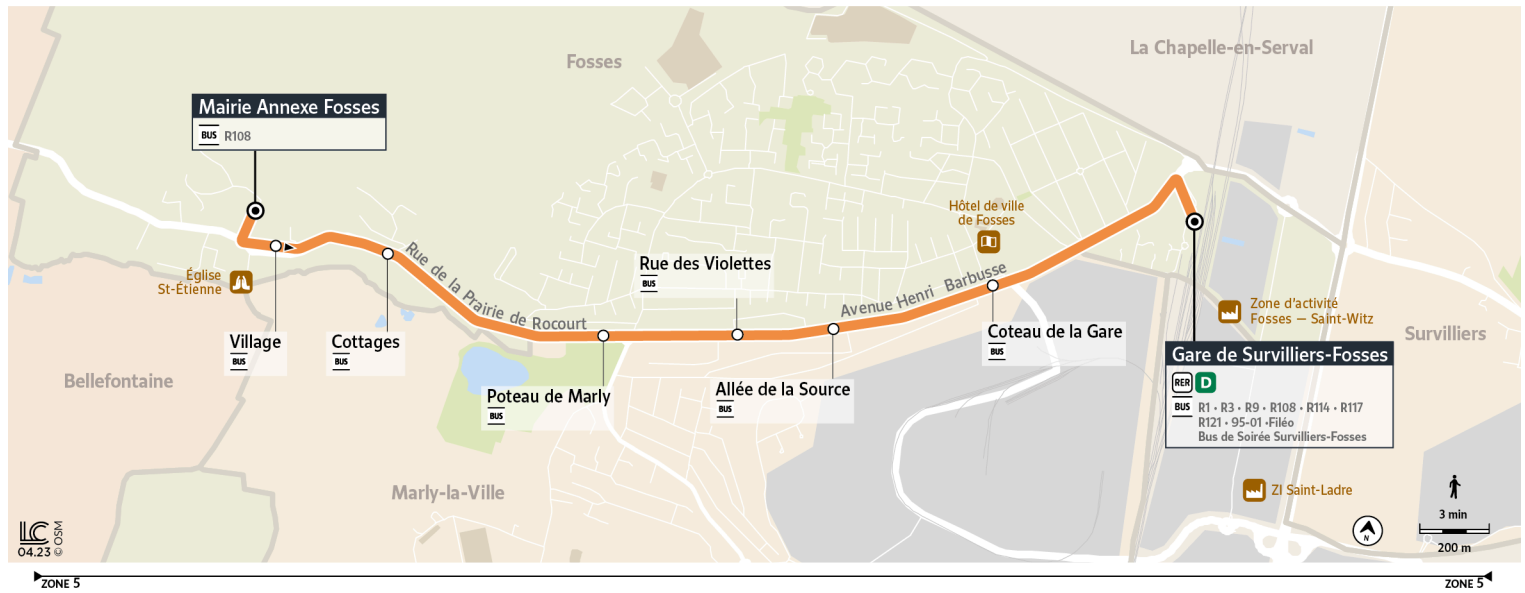 La Chapelle-en-Serval
Fosses
Mairie Annexe Fosses
BUS R108
Hôtel de ville
de Fosses
Rue de la Prairie de Rocourt
Rue des Violettes
BUS
Avenue Henri Barbusse
Église
St-Étienne
Zone d'activité
Fosses – Saint-Witz
Village
BUS
Cottages
BUS
Coteau de la Gare
BUS
Survilliers
Gare de Survilliers-Fosses
RER D
BUS R1 • R3 • R9 • R108 • R114 • R117
R121 • 95-01 •Filéo
Bus de Soirée Survilliers-Fosses
Bellefontaine
Poteau de Marly
BUS
Allée de la Source
BUS
Marly-la-Ville
ZI Saint-Ladre
LC
04.23 © OSM
N
3 min
200 m
ZONE 5
ZONE 5